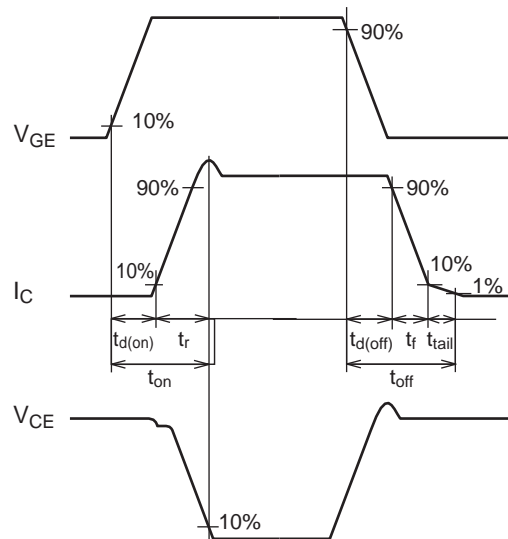 90%
V_GE
10%
90%
90%
10%
10%
1%
I_C
t_d(on)
t_r
t_d(off)
t_f
t_tail
t_on
t_off
V_CE
10%